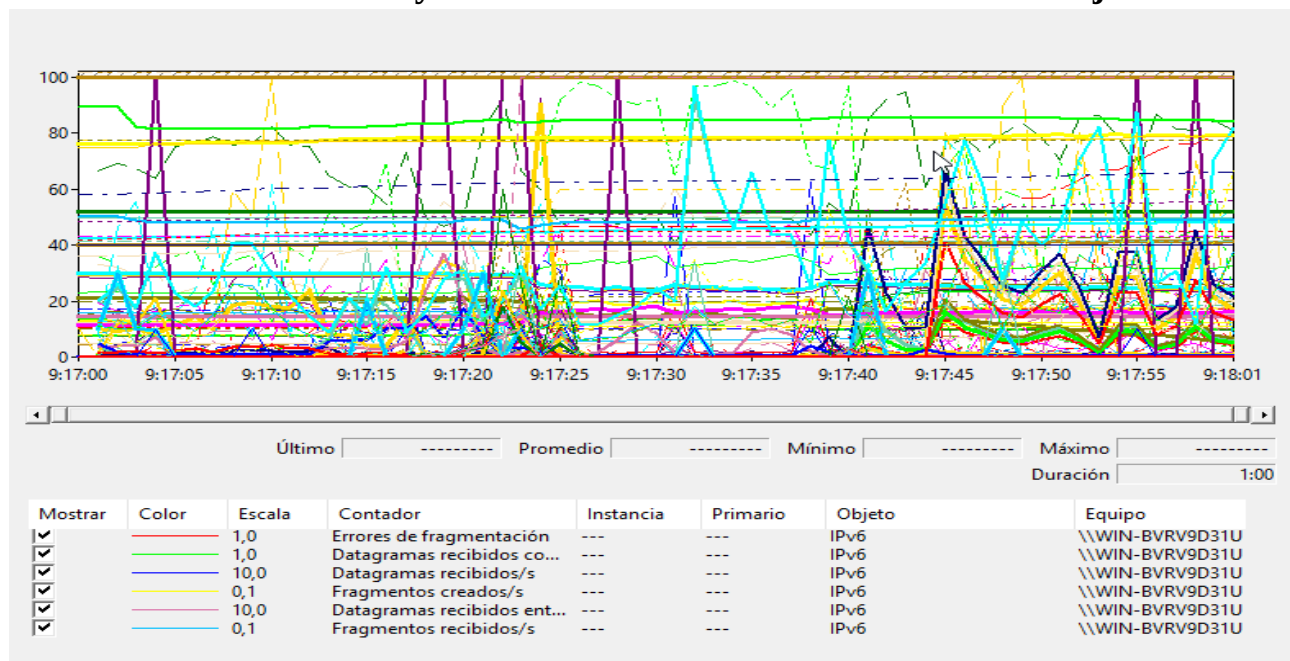 100
80
60
40
20
0
9:17:00 9:17:05 9:17:10 9:17:15 9:17:20 9:17:25 9:17:30 9:17:35 9:17:40 9:17:45 9:17:50 9:17:55 9:18:01
Último --------- Promedio --------- Mínimo --------- Máximo ---------
Duración 1:00
Mostrar Color Escala Contador Instancia Primario Objeto Equipo
1,0 Errores de fragmentación --- --- IPv6 \\WIN-BVRV9D31U
1,0 Datagramas recibidos co... --- --- IPv6 \\WIN-BVRV9D31U
10,0 Datagramas recibidos/s --- --- IPv6 \\WIN-BVRV9D31U
0,1 Fragmentos creados/s --- --- IPv6 \\WIN-BVRV9D31U
10,0 Datagramas recibidos ent... --- --- IPv6 \\WIN-BVRV9D31U
0,1 Fragmentos recibidos/s --- --- IPv6 \\WIN-BVRV9D31U